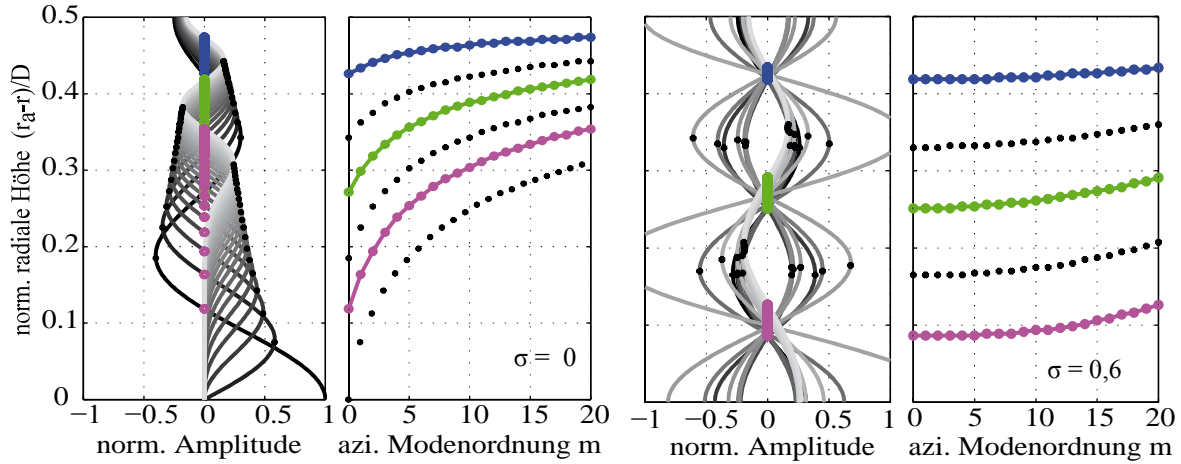 norm. radiale Höhe (r_a-r)/D
0.5
0.4
0.3
0.2
0.1
0
−1 −0.5 0 0.5 1
norm. Amplitude
σ = 0
0 5 10 15 20
azi. Modenordnung m
−1 −0.5 0 0.5 1
norm. Amplitude
σ = 0,6
0 5 10 15 20
azi. Modenordnung m